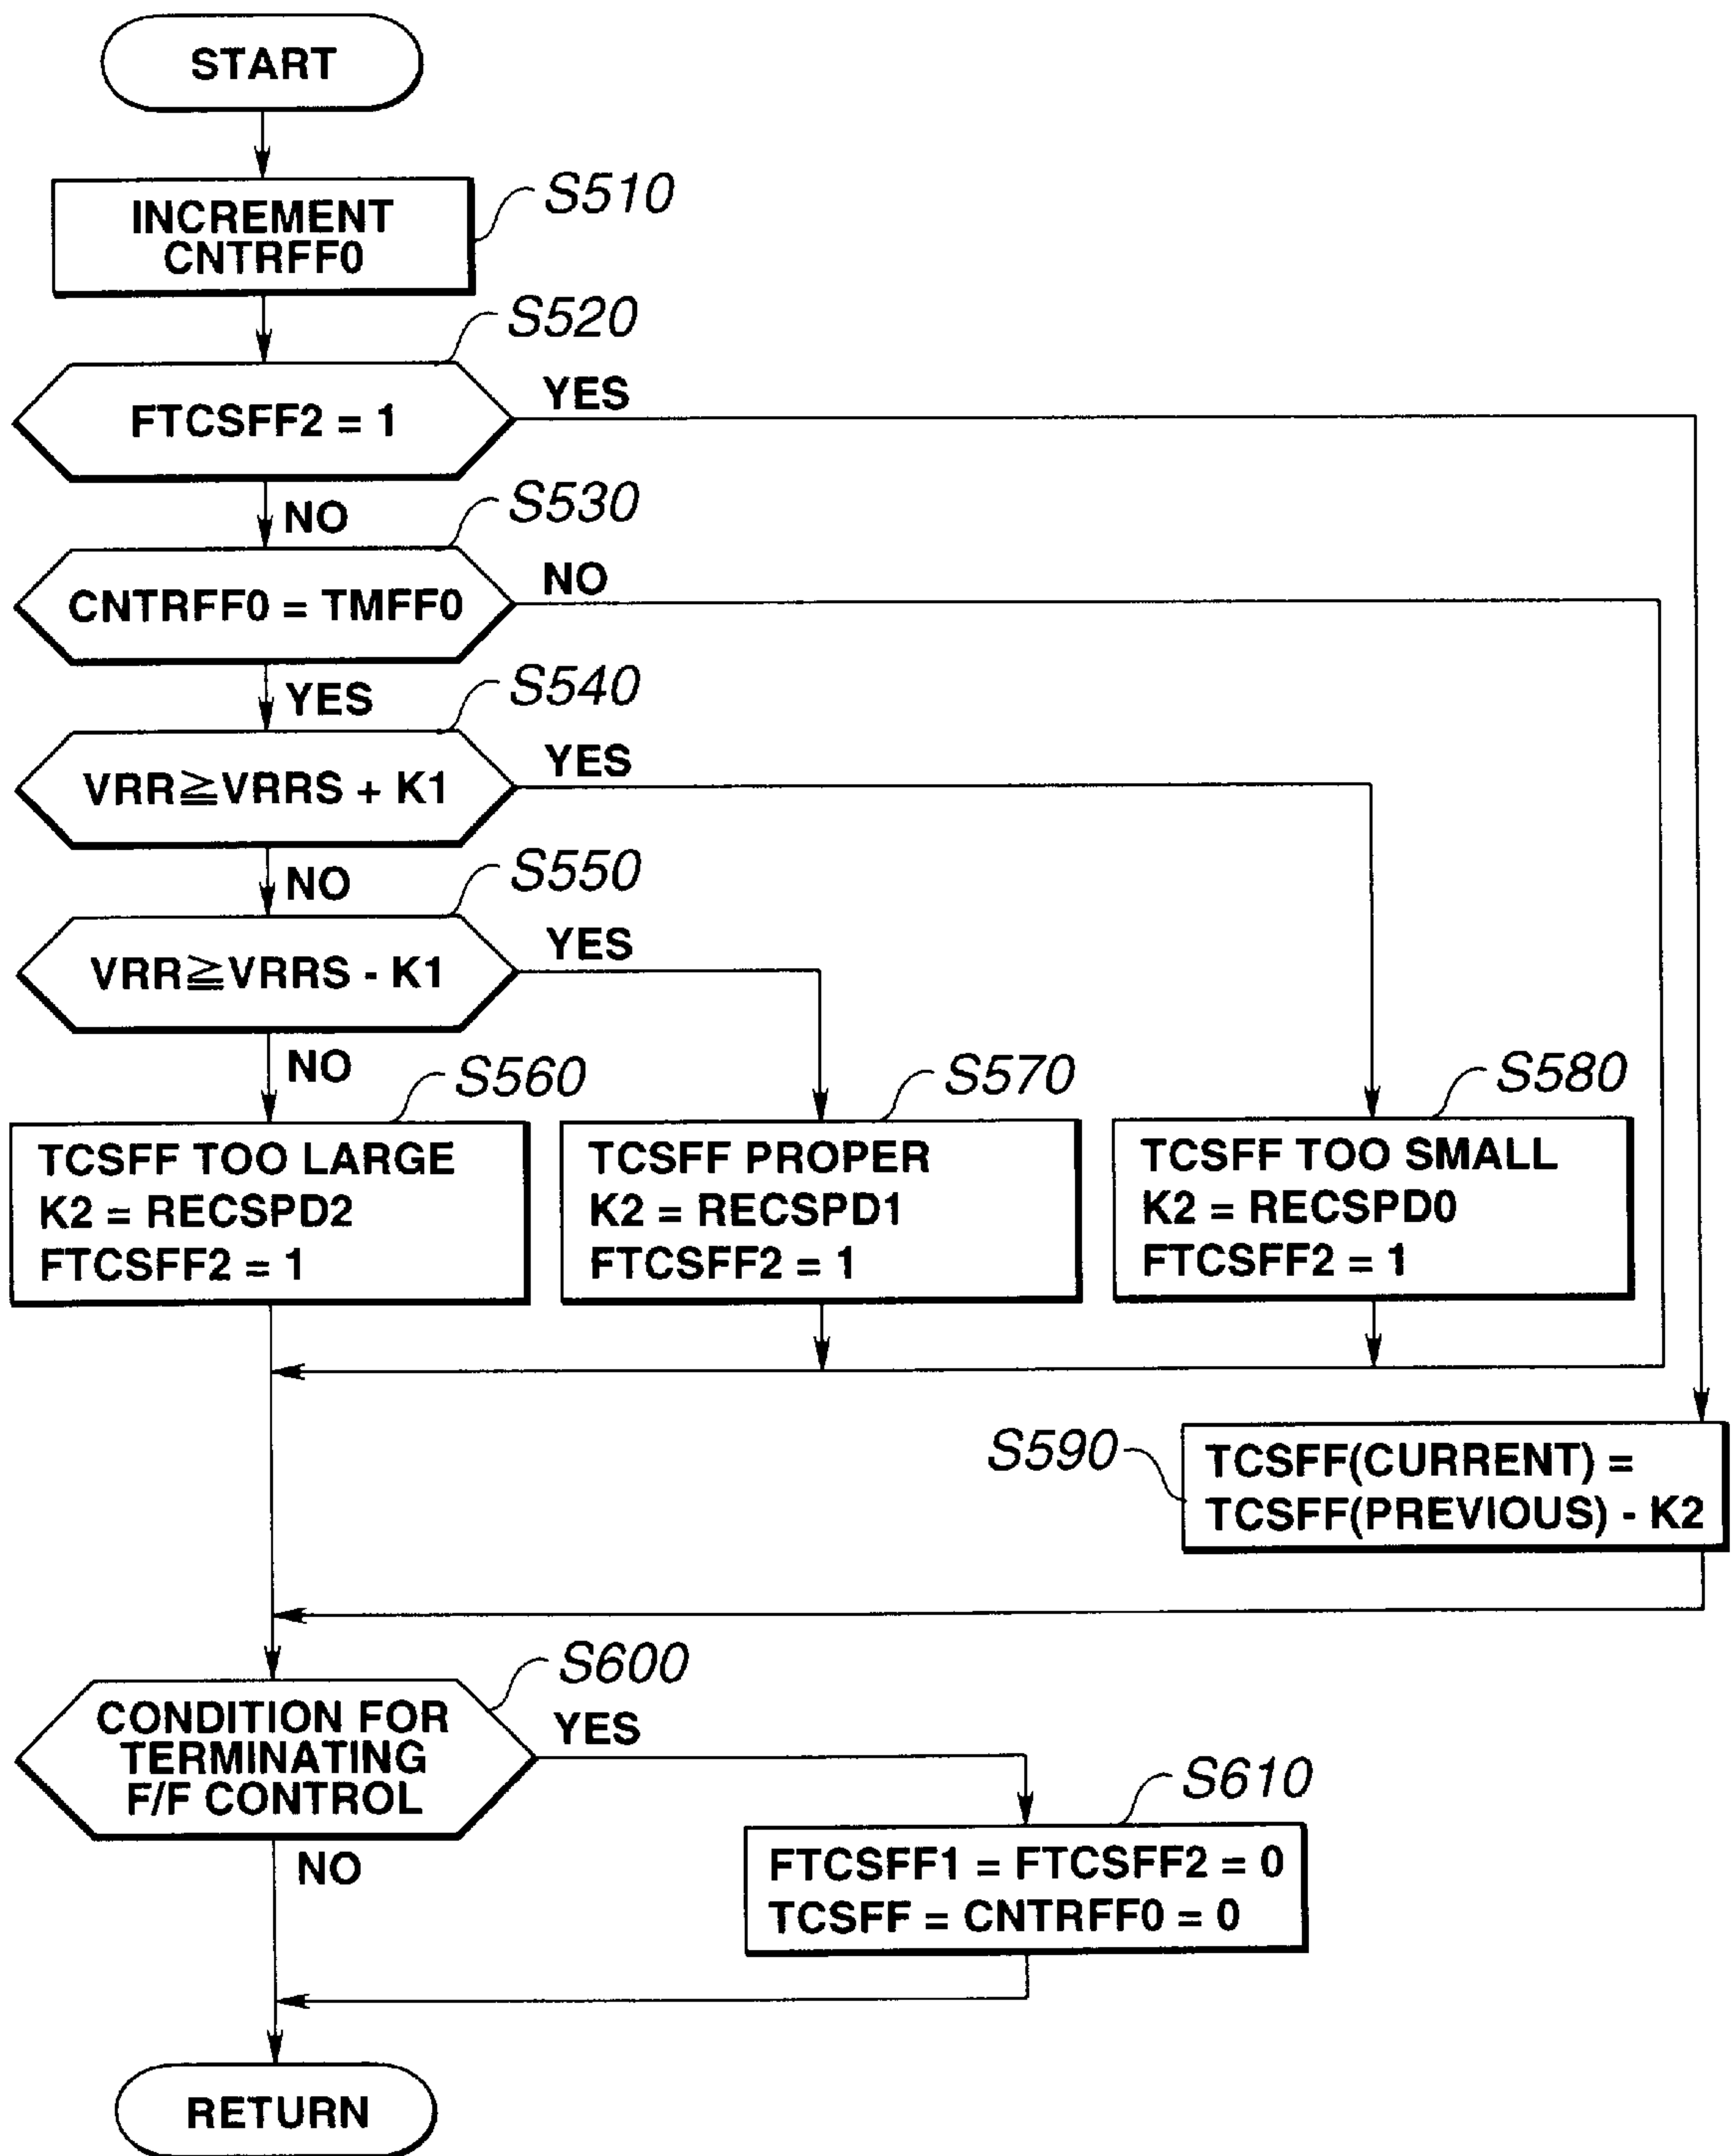 START
S510
INCREMENT
CNTRFF0
S520
FTCSFF2 = 1
YES
NO
S530
CNTRFF0 = TMFF0
NO
YES
S540
VRR≧VRRS + K1
YES
NO
S550
VRR≧VRRS - K1
YES
NO
S560
TCSFF TOO LARGE
K2 = RECSPD2
FTCSFF2 = 1
S570
TCSFF PROPER
K2 = RECSPD1
FTCSFF2 = 1
S580
TCSFF TOO SMALL
K2 = RECSPD0
FTCSFF2 = 1
S590
TCSFF(CURRENT) =
TCSFF(PREVIOUS) - K2
S600
CONDITION FOR
TERMINATING
F/F CONTROL
YES
NO
S610
FTCSFF1 = FTCSFF2 = 0
TCSFF = CNTRFF0 = 0
RETURN